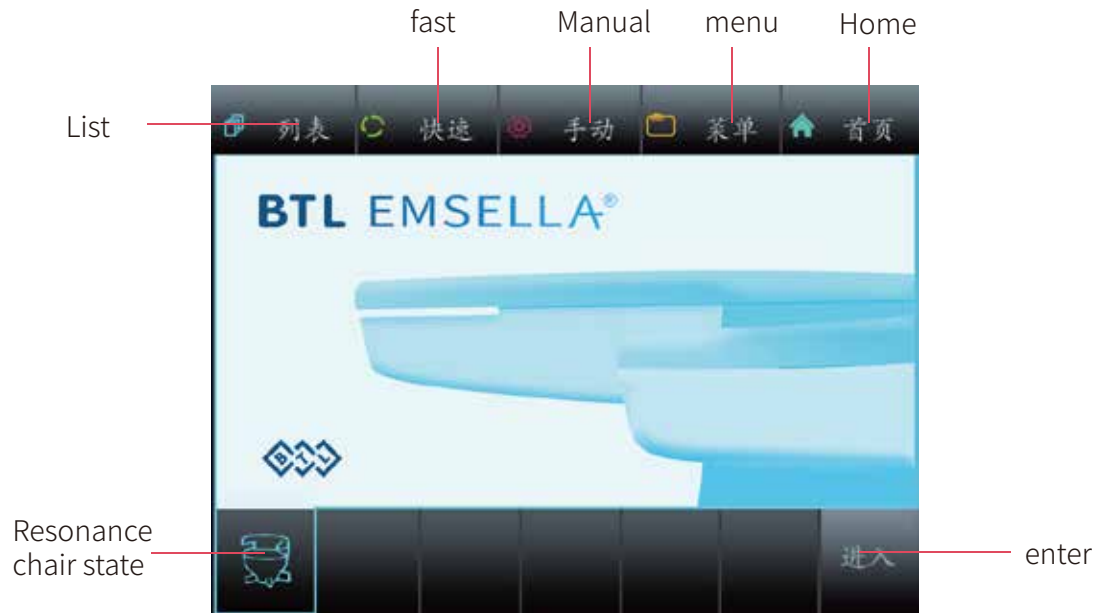 fast Manual menu Home
List
列表 快速 手动 菜单 首页
BTL EMSELLA®
BTL
Resonance
chair state
进入
enter